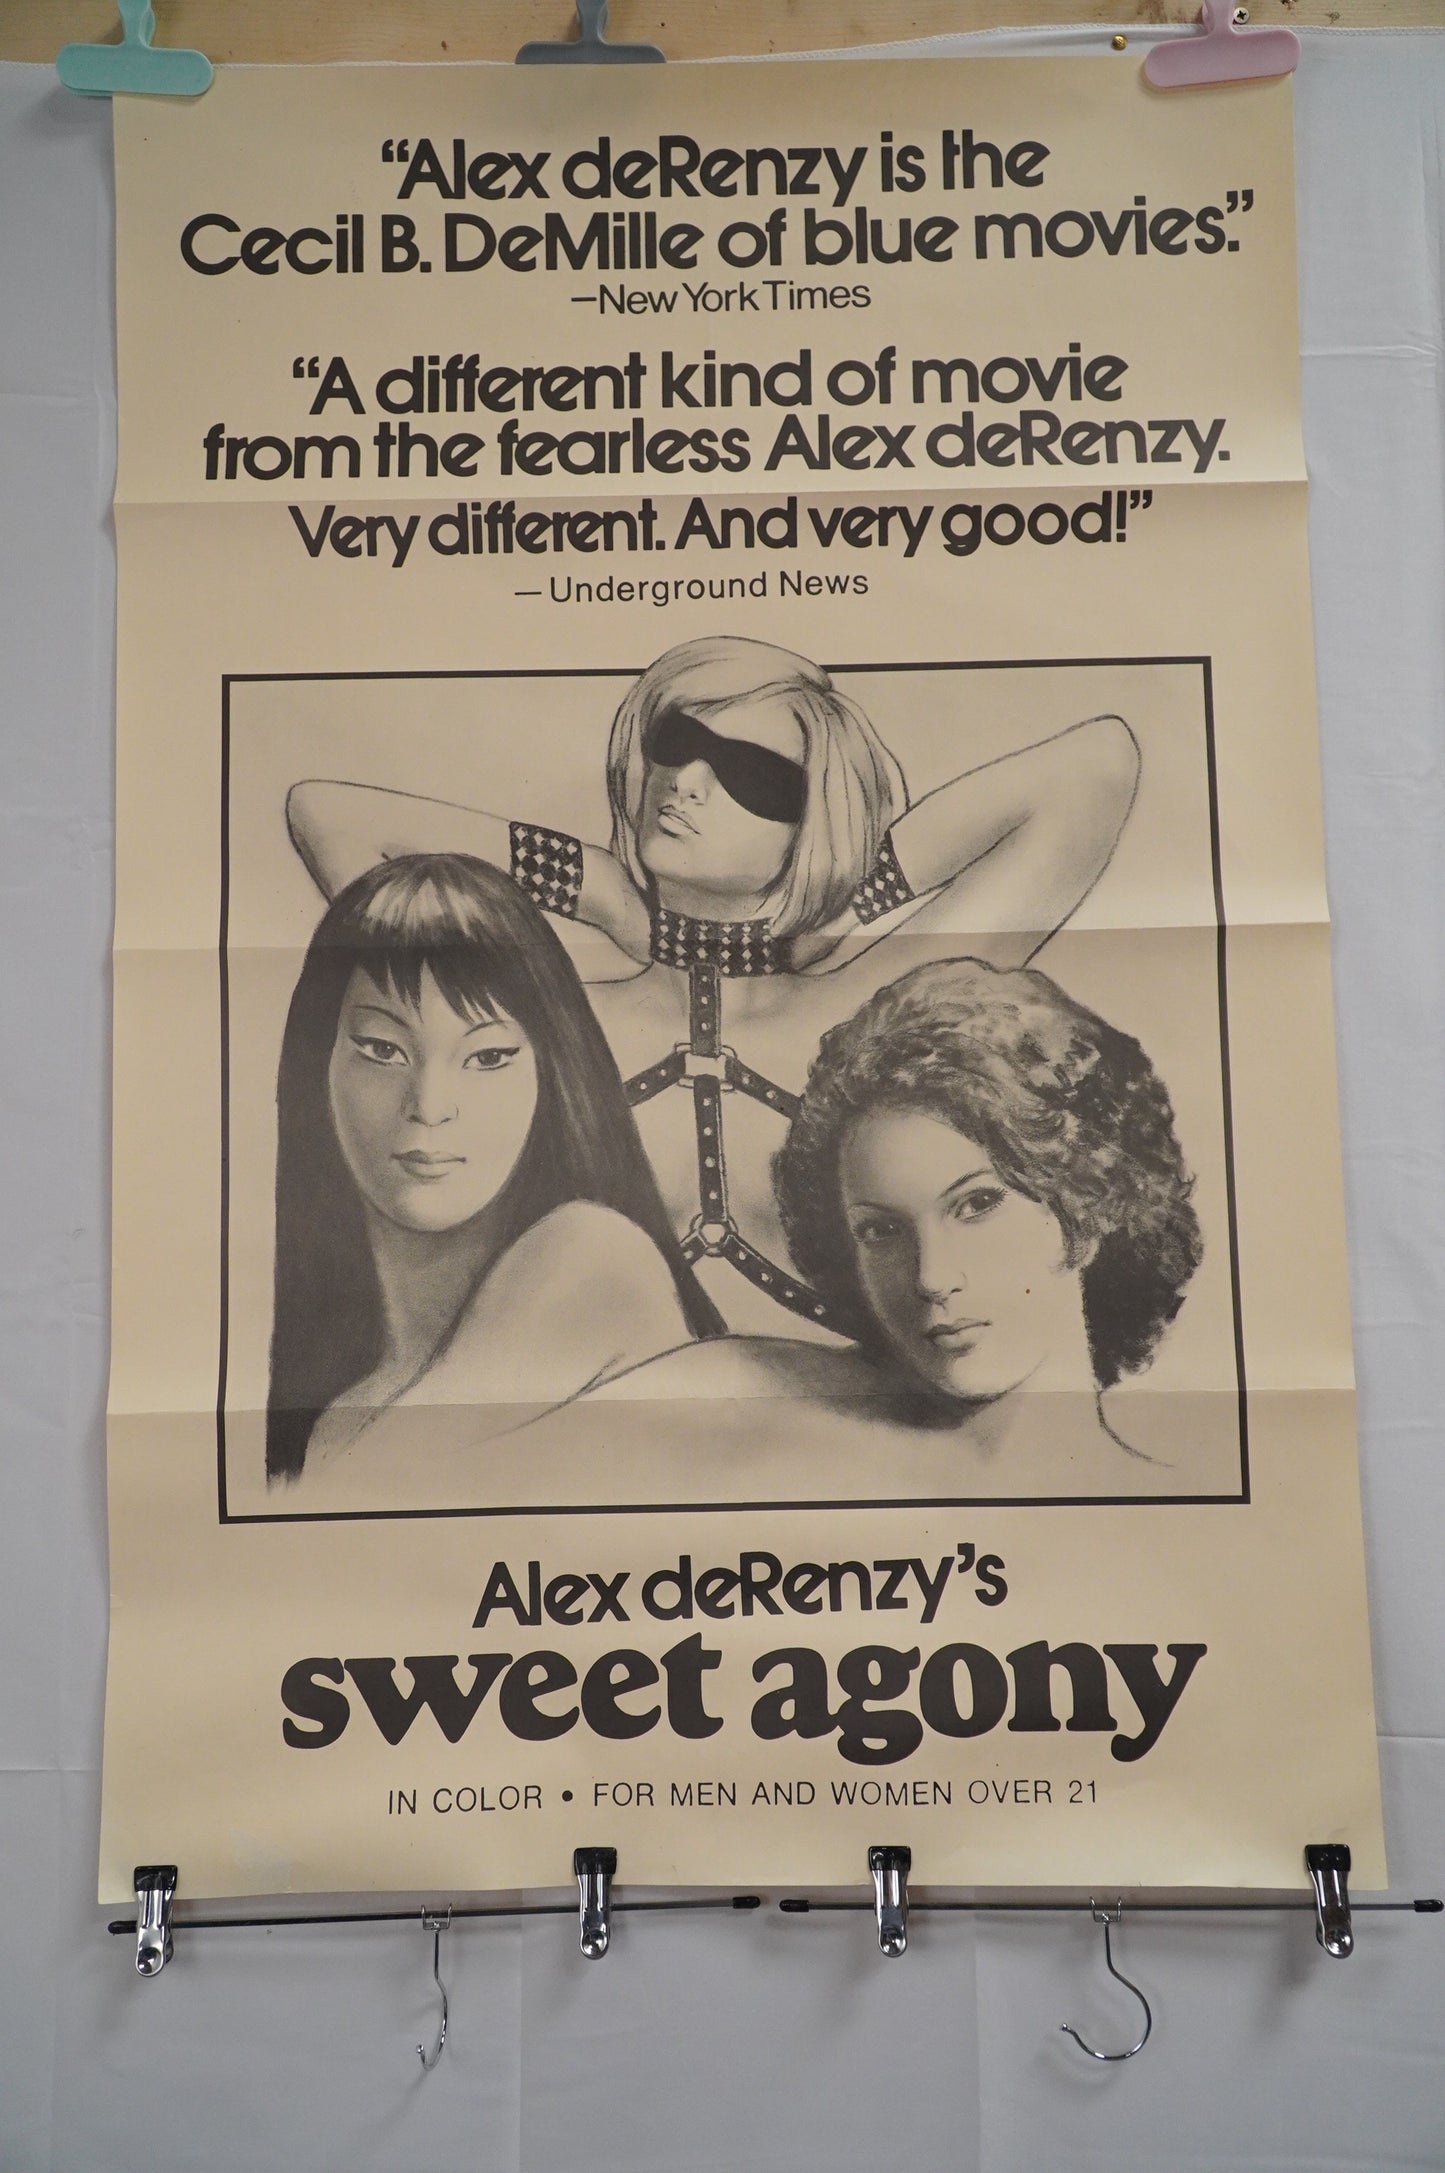 “Alex deRenzy is the
Cecil B. DeMille of blue movies.”
—New York Times
“A different kind of movie
from the fearless Alex deRenzy.
Very different. And very good!”
— Underground News
Alex deRenzy’s
sweet agony
IN COLOR • FOR MEN AND WOMEN OVER 21